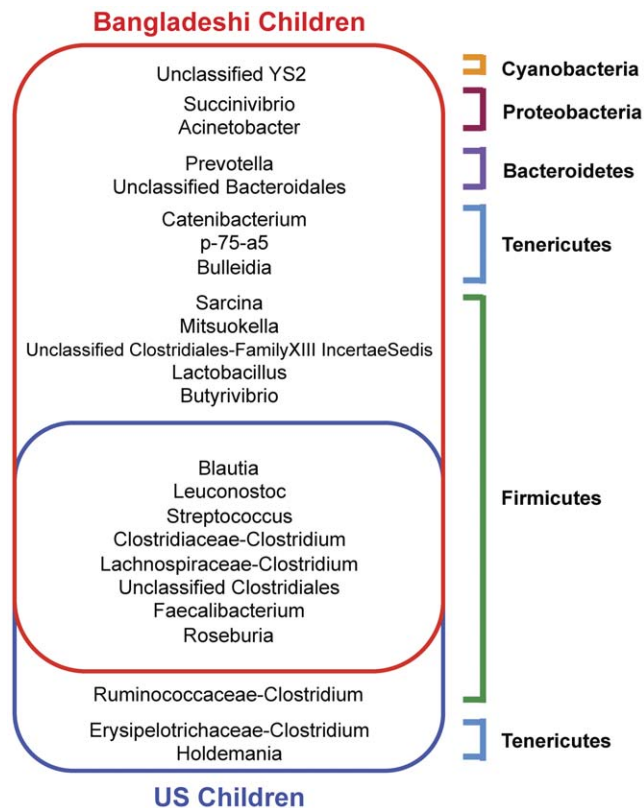 Bangladeshi Children
Unclassified YS2
Cyanobacteria
Succinivibrio
Acinetobacter
Proteobacteria
Prevotella
Unclassified Bacteroidales
Bacteroidetes
Catenibacterium
p-75-a5
Bulleidia
Tenericutes
Sarcina
Mitsuokella
Unclassified Clostridiales-FamilyXIII IncertaeSedis
Lactobacillus
Butyrivibrio
Blautia
Leuconostoc
Streptococcus
Clostridiaceae-Clostridium
Lachnospiraceae-Clostridium
Unclassified Clostridiales
Faecalibacterium
Roseburia
Firmicutes
Ruminococcaceae-Clostridium
Erysipelotrichaceae-Clostridium
Holdemania
Tenericutes
US Children